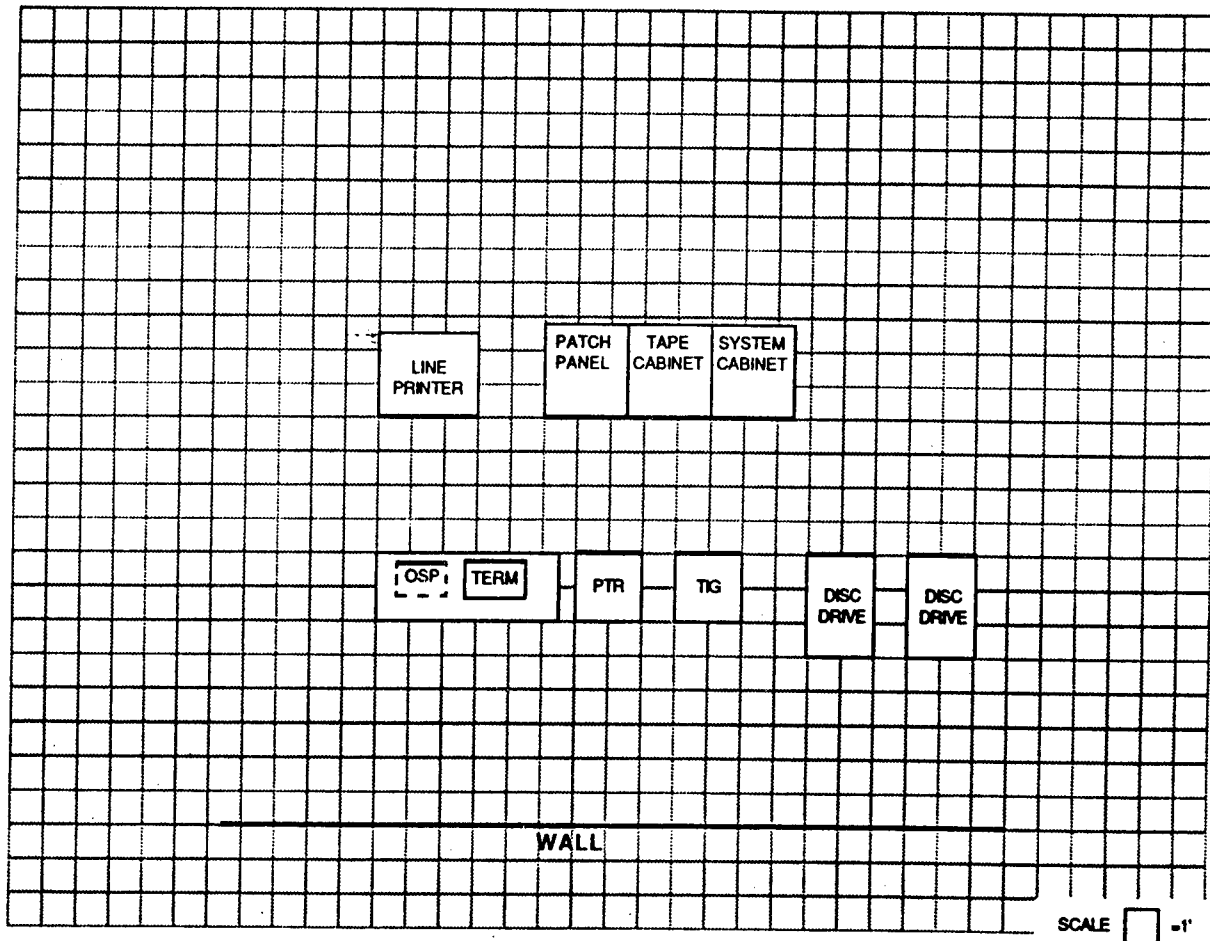 LINE
PRINTER
PATCH
PANEL
TAPE
CABINET
SYSTEM
CABINET
OSP
TERM
PTR
TIG
DISC
DRIVE
DISC
DRIVE
WALL
SCALE =1'